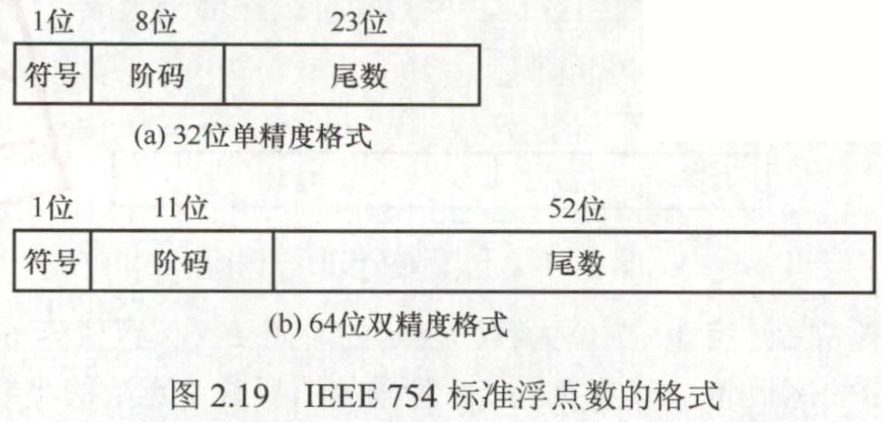 1位 8位 23位
符号 阶码 尾数
(a) 32位单精度格式
1位 11位 52位
符号 阶码 尾数
(b) 64位双精度格式
图 2.19 IEEE 754 标准浮点数的格式